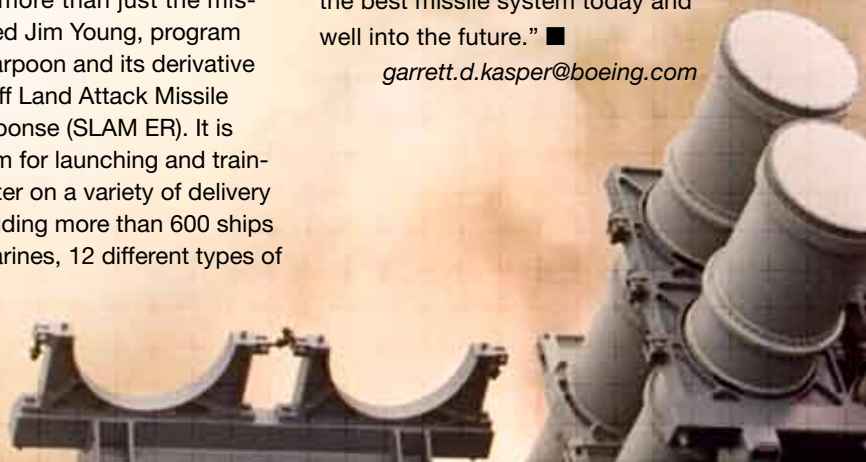 more than just the mis-
ed Jim Young, program
arpoon and its derivative
ff Land Attack Missile
ponse (SLAM ER). It is
m for launching and train-
ter on a variety of delivery
uding more than 600 ships
arines, 12 different types of
the best missile system today and
well into the future.” ■
garrett.d.kasper@boeing.com